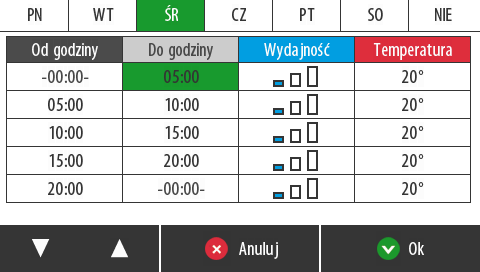 PN WT ŚR CZ PT SO NIE
Od godziny Do godziny Wydajność Temperatura
-00:00- 05:00 20°
05:00 10:00 20°
10:00 15:00 20°
15:00 20:00 20°
20:00 -00:00- 20°
Anuluj Ok